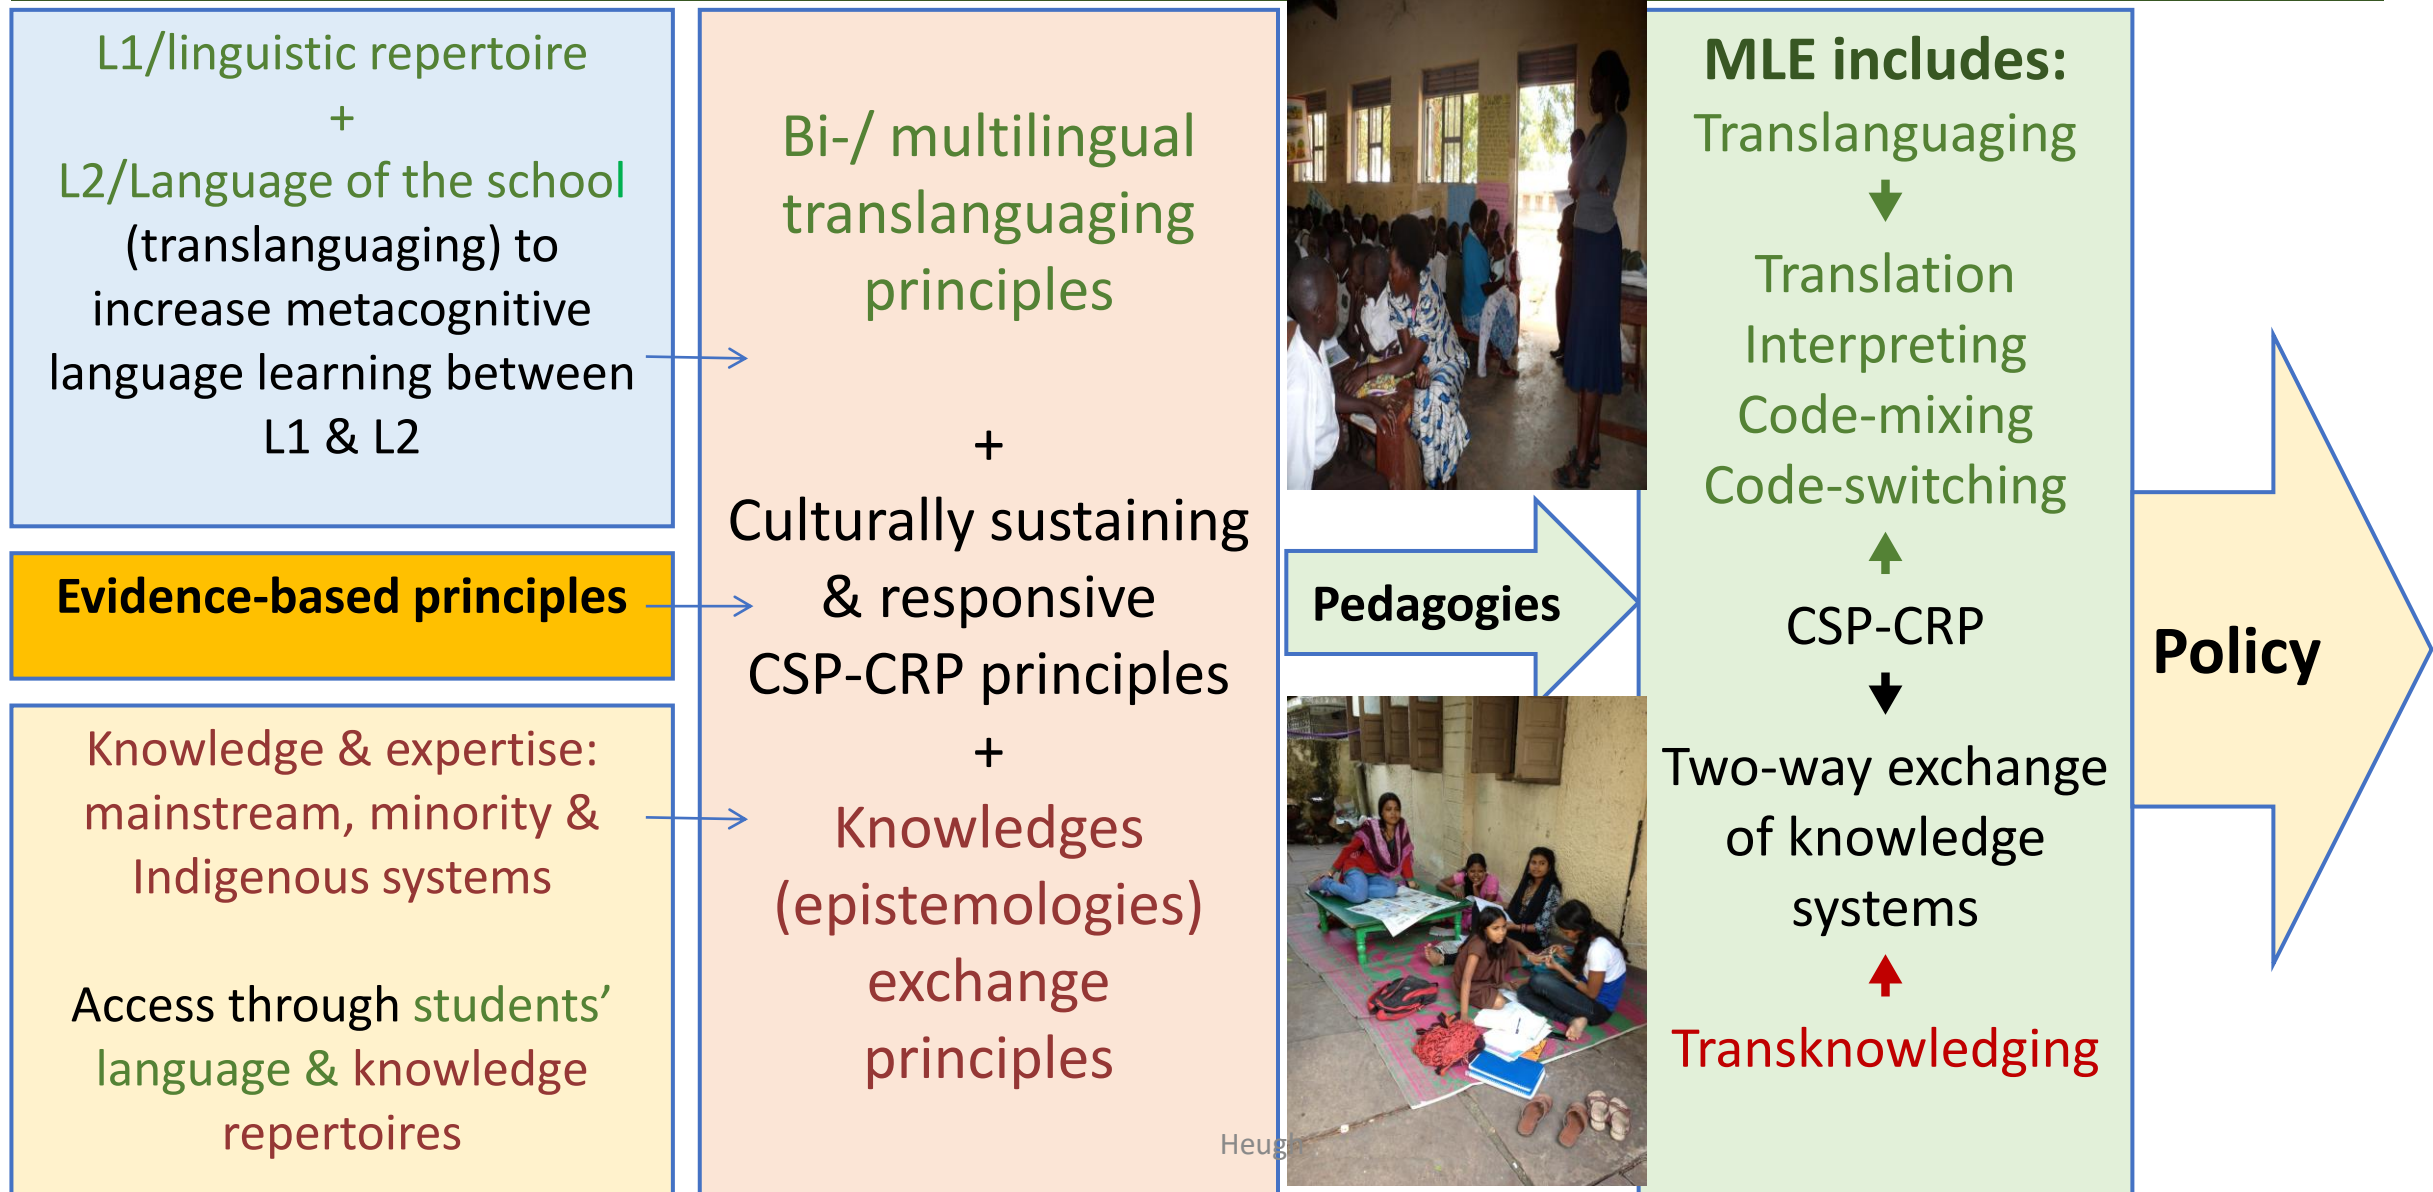 L1/linguistic repertoire
+
L2/Language of the school
(translanguaging) to
increase metacognitive
language learning between
L1 & L2
Evidence-based principles
Knowledge & expertise:
mainstream, minority &
Indigenous systems
Access through students’
language & knowledge
repertoires
Bi-/ multilingual
translanguaging
principles
+
Culturally sustaining
& responsive
CSP-CRP principles
+
Knowledges
(epistemologies)
exchange
principles
Pedagogies
MLE includes:
Translanguaging
Translation
Interpreting
Code-mixing
Code-switching
CSP-CRP
Two-way exchange
of knowledge
systems
Transknowledging
Policy